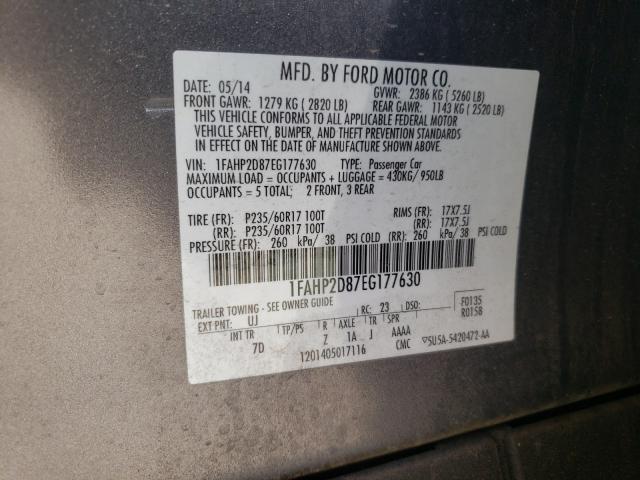 MFD. BY FORD MOTOR CO.
DATE: 05/14 GVWR: 2386 KG ( 5260 LB)
FRONT GAWR: 1279 KG ( 2820 LB) REAR GAWR: 1143 KG ( 2520 LB)
THIS VEHICLE CONFORMS TO ALL APPLICABLE FEDERAL MOTOR
VEHICLE SAFETY, BUMPER, AND THEFT PREVENTION STANDARDS
IN EFFECT ON THE DATE OF MANUFACTURE SHOWN ABOVE.
VIN: 1FAHP2D87EG177630 TYPE: Passenger Car
MAXIMUM LOAD = OCCUPANTS + LUGGAGE = 430KG/ 950LB
OCCUPANTS = 5 TOTAL; 2 FRONT, 3 REAR
TIRE (FR): P235/60R17 100T RIMS (FR): 17X7.5J
(RR): P235/60R17 100T (RR): 17X7.5J
PRESSURE (FR): 260 kPa/ 38 PSI COLD (RR): 260 kPa/ 38 PSI COLD
1FAHP2D87EG177630
TRAILER TOWING - SEE OWNER GUIDE
EXT PNT: UJ RC: 23 DSO: F0135
R0158
INT TR TP/PS R AXLE TR SPR
7D Z 1A J AAAA
1201405017116 CMC ▽5U5A-5420472-AA